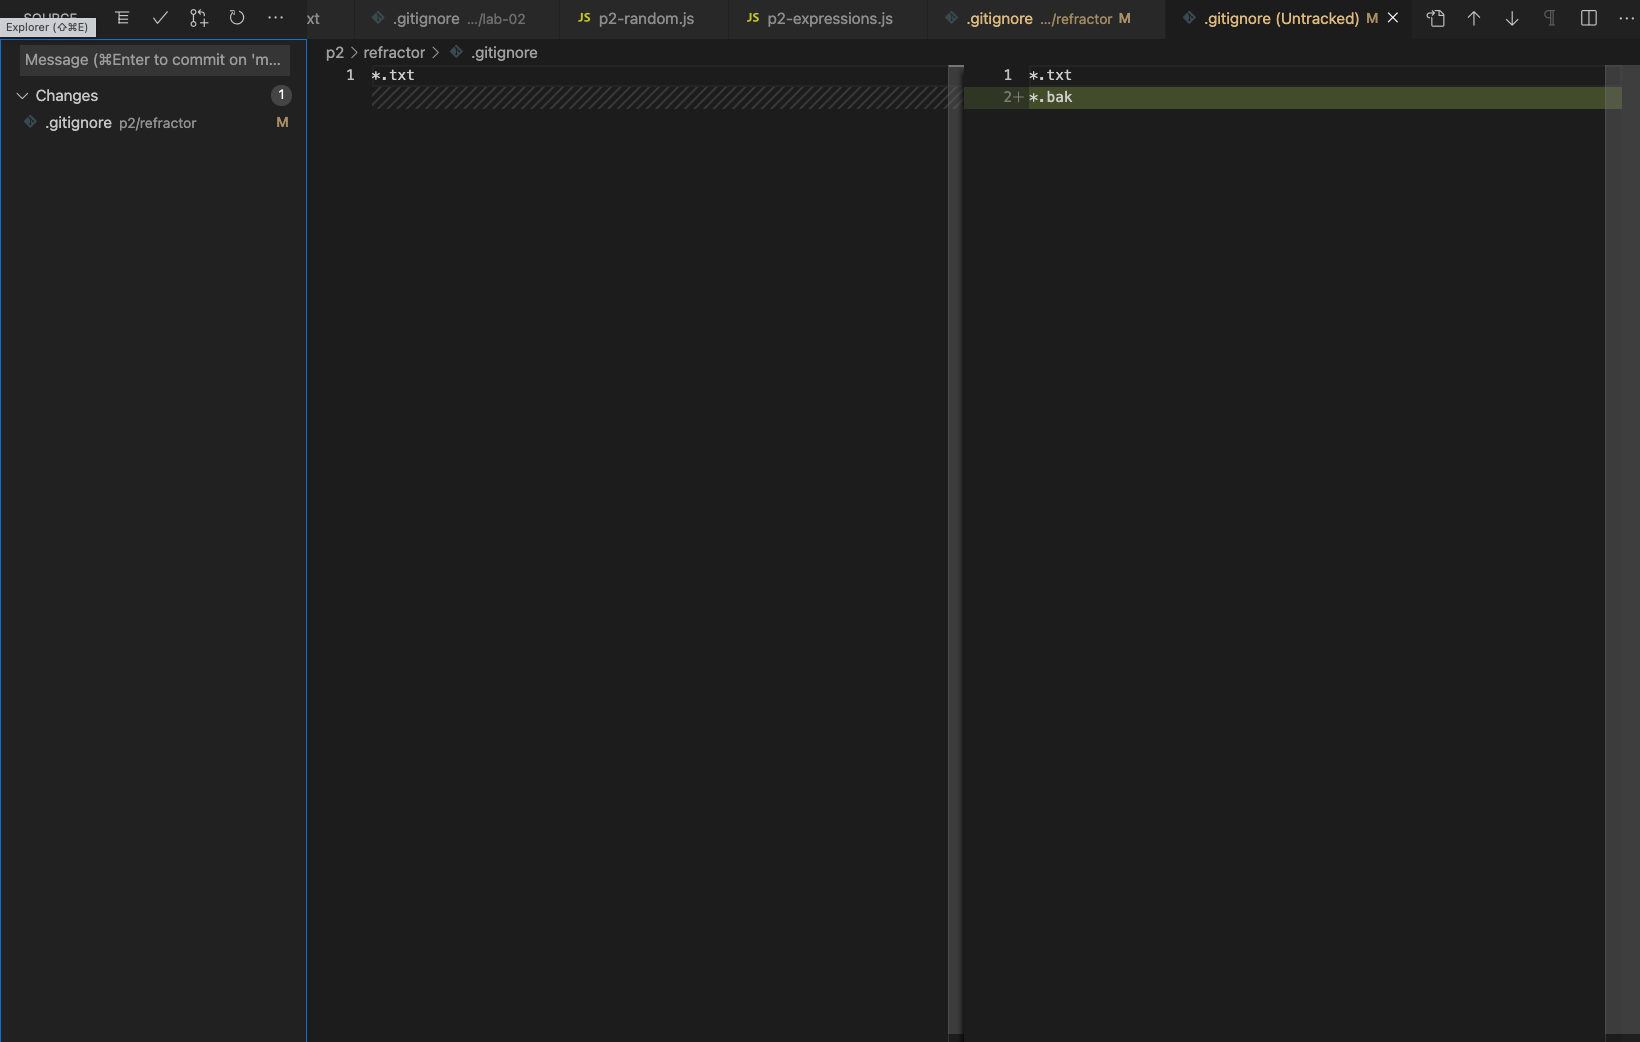 SOURCE
Explorer (⇧⌘E)
xt
.gitignore .../lab-02
JS p2-random.js
JS p2-expressions.js
.gitignore .../refractor M
.gitignore (Untracked) M
Message (⌘Enter to commit on 'm...
p2 > refractor > .gitignore
Changes 1
.gitignore p2/refractor M
1 *.txt
1 *.txt
2+ *.bak